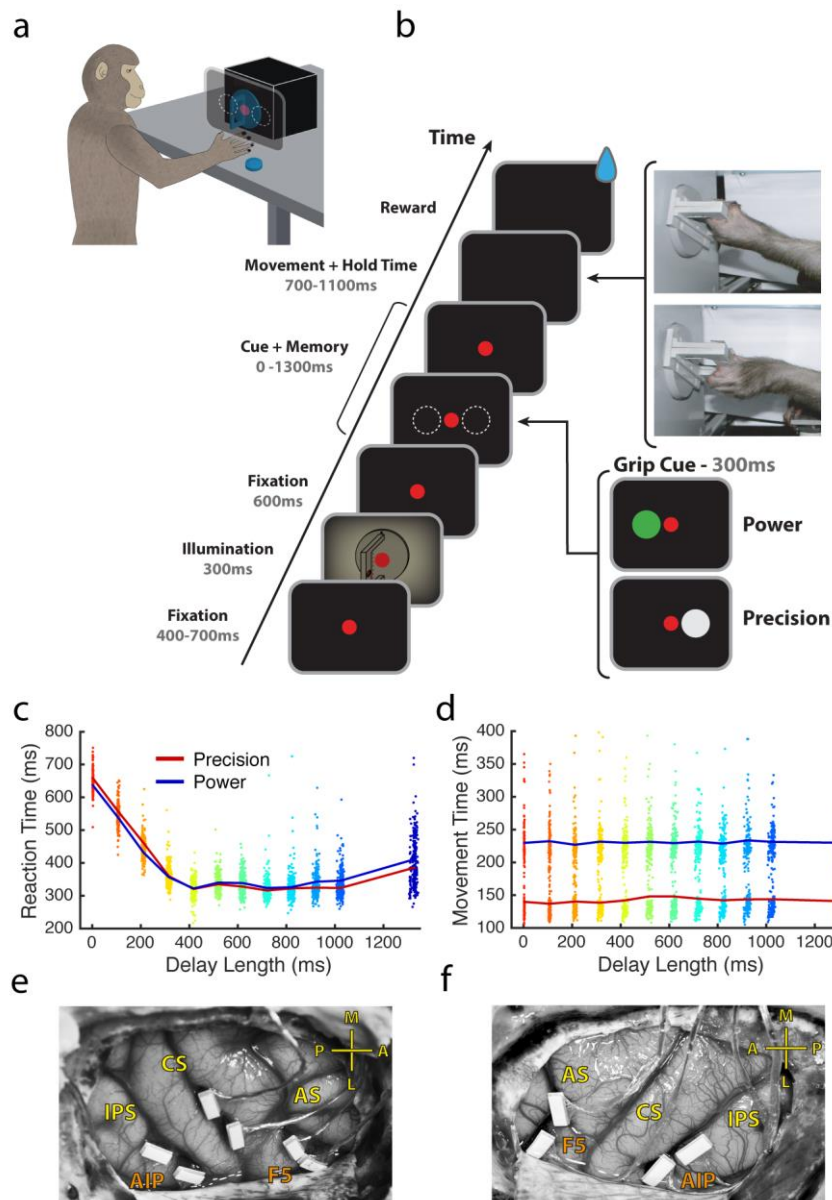 a
b
Time
Reward
Movement + Hold Time
700-1100ms
Cue + Memory
0 -1300ms
Fixation
600ms
Illumination
300ms
Fixation
400-700ms
Grip Cue - 300ms
Power
Precision
c
800
700
600
500
400
300
200
Reaction Time (ms)
Precision
Power
0 200 400 600 800 1000 1200
Delay Length (ms)
d
400
350
300
250
200
150
100
Movement Time (ms)
0 200 400 600 800 1000 1200
Delay Length (ms)
e
M
P A
L
CS
AS
IPS
AIP
F5
f
M
A P
L
AS
CS
IPS
F5
AIP